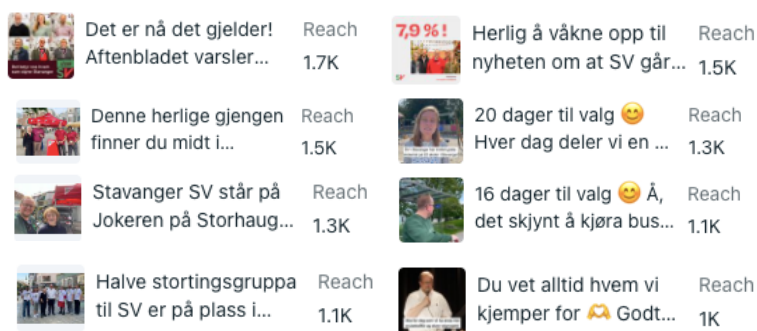 Det er nå det gjelder!
Aftenbladet varsler...
Reach
1.7K
Denne herlige gjengen
finner du midt i...
Reach
1.5K
Stavanger SV står på
Jokeren på Storhaug...
Reach
1.3K
Halve stortingsgruppa
til SV er på plass i...
Reach
1.1K
7,9 %!
SV
Herlig å våkne opp til
nyheten om at SV går...
Reach
1.5K
20 dager til valg 😊
Hver dag deler vi en ...
Reach
1.3K
16 dager til valg 😊 Å,
det skjynt å kjøra bus...
Reach
1.1K
Du vet alltid hvem vi
kjemper for 🫶 Godt...
Reach
1K